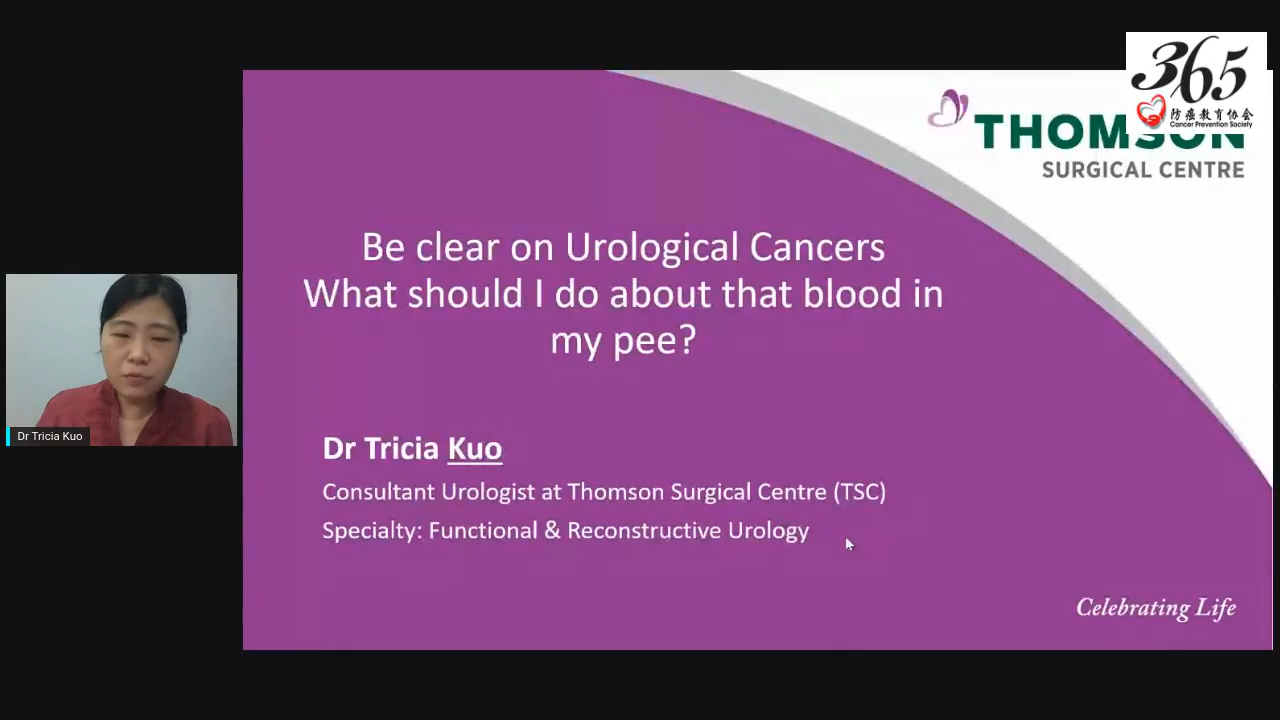 365
防癌教育协会
Cancer Prevention Society
THOMSON
SURGICAL CENTRE
Be clear on Urological Cancers
What should I do about that blood in
my pee?
Dr Tricia Kuo
Consultant Urologist at Thomson Surgical Centre (TSC)
Specialty: Functional & Reconstructive Urology
Dr Tricia Kuo
Celebrating Life